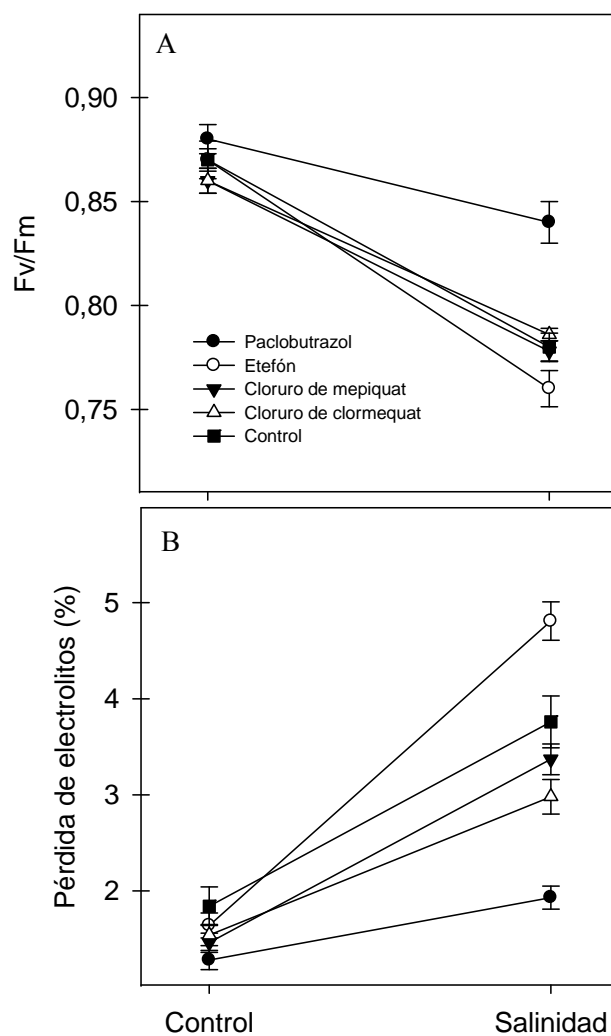 A
0,90
0,85
0,80
0,75
Fv/Fm
Paclobutrazol
Etefón
Cloruro de mepiquat
Cloruro de clormequat
Control
B
5
4
3
2
Pérdida de electrolitos (%)
Control Salinidad